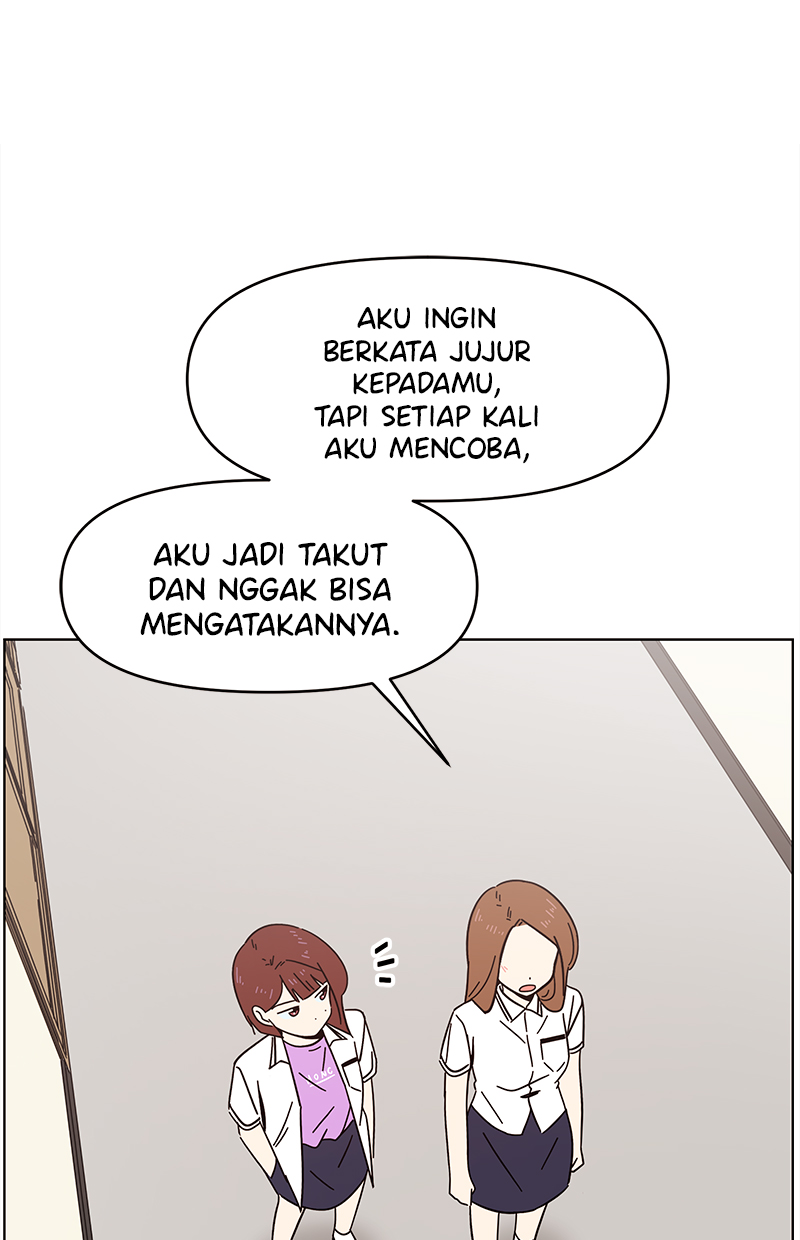 AKU INGIN
BERKATA JUJUR
KEPADAMU,
TAPI SETIAP KALI
AKU MENCOBA,
AKU JADI TAKUT
DAN NGGAK BISA
MENGATAKANNYA.